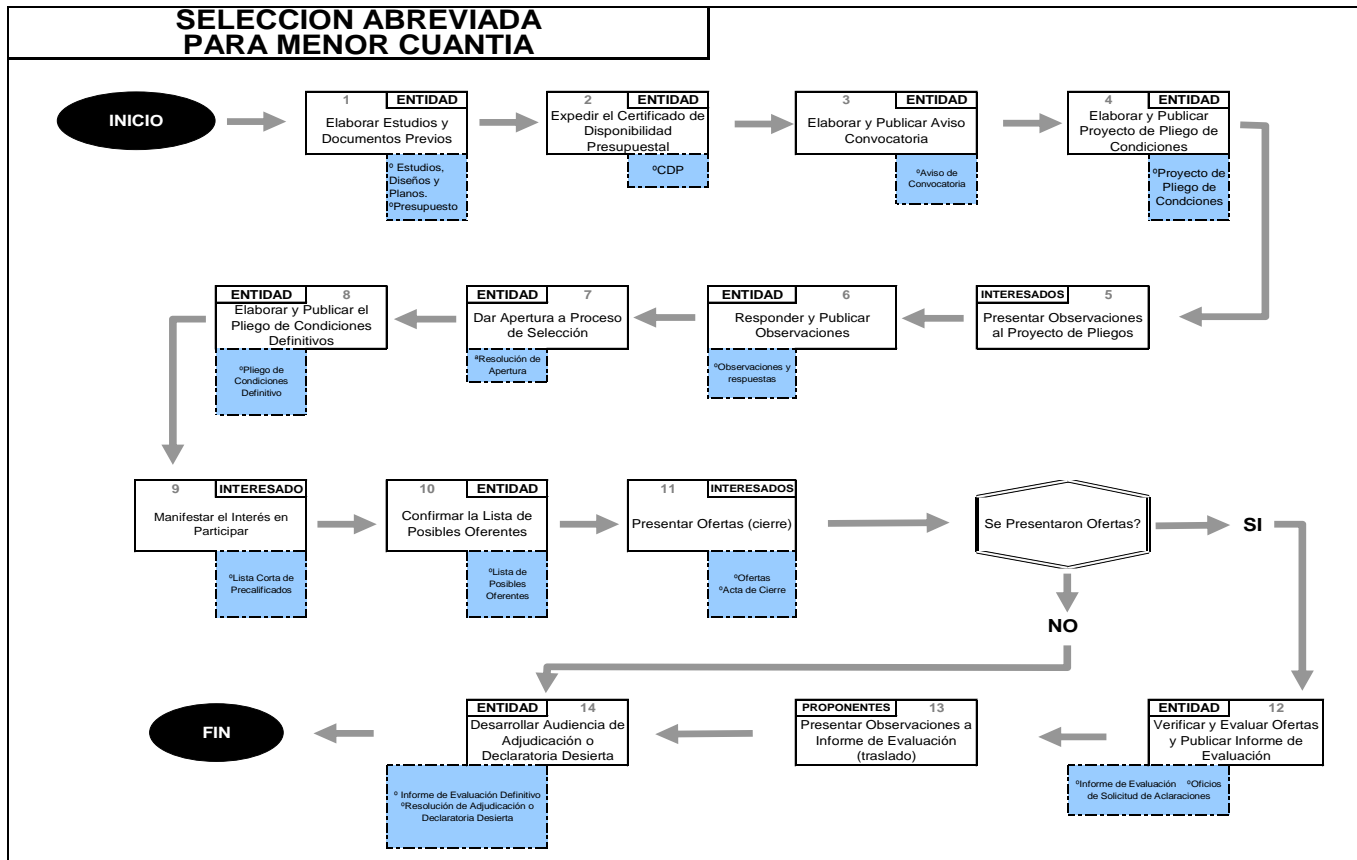 SELECCION ABREVIADA
PARA MENOR CUANTIA
INICIO
1
ENTIDAD
Elaborar Estudios y
Documentos Previos
º Estudios,
Diseños y
Planos.
ºPresupuesto
2
ENTIDAD
Expedir el Certificado de
Disponibilidad
Presupuestal
ºCDP
3
ENTIDAD
Elaborar y Publicar Aviso
Convocatoria
ºAviso de
Convocatoria
4
ENTIDAD
Elaborar y Publicar
Proyecto de Pliego de
Condiciones
ºProyecto de
Pliego de
Condciones
INTERESADOS
5
Presentar Observaciones
al Proyecto de Pliegos
ENTIDAD
6
Responder y Publicar
Observaciones
ºObservaciones y
respuestas
ENTIDAD
7
Dar Apertura a Proceso
de Selección
ªResolución de
Apertura
ENTIDAD
8
Elaborar y Publicar el
Pliego de Condiciones
Definitivos
ºPliego de
Condiciones
Definitivo
9
INTERESADO
Manifestar el Interés en
Participar
ºLista Corta de
Precalificados
10
ENTIDAD
Confirmar la Lista de
Posibles Oferentes
ºLista de
Posibles
Oferentes
11
INTERESADOS
Presentar Ofertas (cierre)
ºOfertas
ºActa de Cierre
Se Presentaron Ofertas?
SI
NO
ENTIDAD
12
Verificar y Evaluar Ofertas
y Publicar Informe de
Evaluación
ºInforme de Evaluación ºOficios
de Solicitud de Aclaraciones
PROPONENTES
13
Presentar Observaciones a
Informe de Evaluación
(traslado)
ENTIDAD
14
Desarrollar Audiencia de
Adjudicación o
Declaratoria Desierta
º Informe de Evaluación Definitivo
ºResolución de Adjudicación o
Declaratoria Desierta
FIN